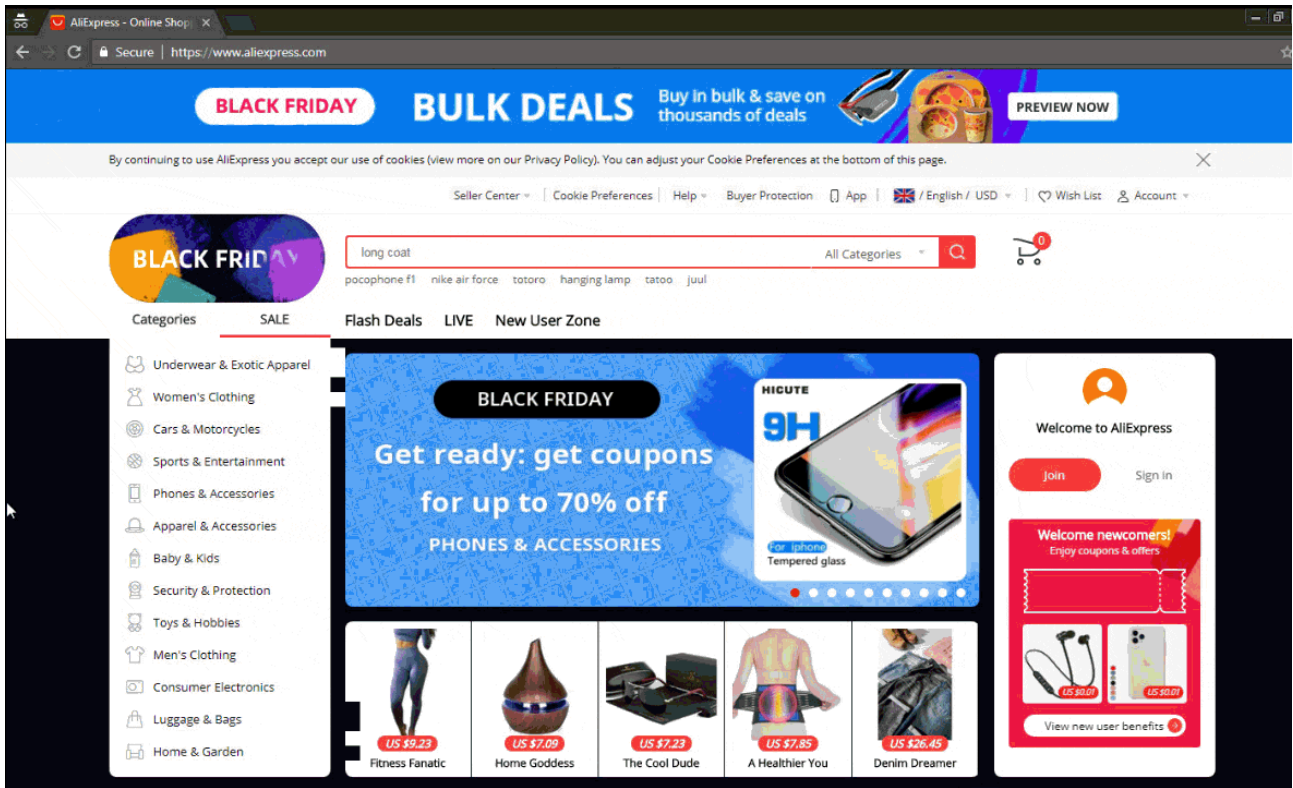 AliExpress - Online Shop
Secure | https://www.aliexpress.com
BLACK FRIDAY
BULK DEALS
Buy in bulk & save on
thousands of deals
PREVIEW NOW
By continuing to use AliExpress you accept our use of cookies (view more on our Privacy Policy). You can adjust your Cookie Preferences at the bottom of this page.
Seller Center | Cookie Preferences | Help Buyer Protection App | / English / USD | Wish List Account
BLACK FRIDAY
long coat
All Categories
0
pocophone f1 nike air force totoro hanging lamp tatoo juul
Categories
SALE
Flash Deals LIVE New User Zone
Underwear & Exotic Apparel
Women's Clothing
Cars & Motorcycles
Sports & Entertainment
Phones & Accessories
Apparel & Accessories
Baby & Kids
Security & Protection
Toys & Hobbies
Men's Clothing
Consumer Electronics
Luggage & Bags
Home & Garden
BLACK FRIDAY
Get ready: get coupons
for up to 70% off
PHONES & ACCESSORIES
HICUTE
9H
For iphone
Tempered glass
US $9.23
Fitness Fanatic
US $7.09
Home Goddess
US $7.23
The Cool Dude
US $7.85
A Healthier You
US $26.45
Denim Dreamer
Welcome to AliExpress
Join
Sign in
Welcome newcomers!
Enjoy coupons & offers
US $0.01
US $0.01
View new user benefits